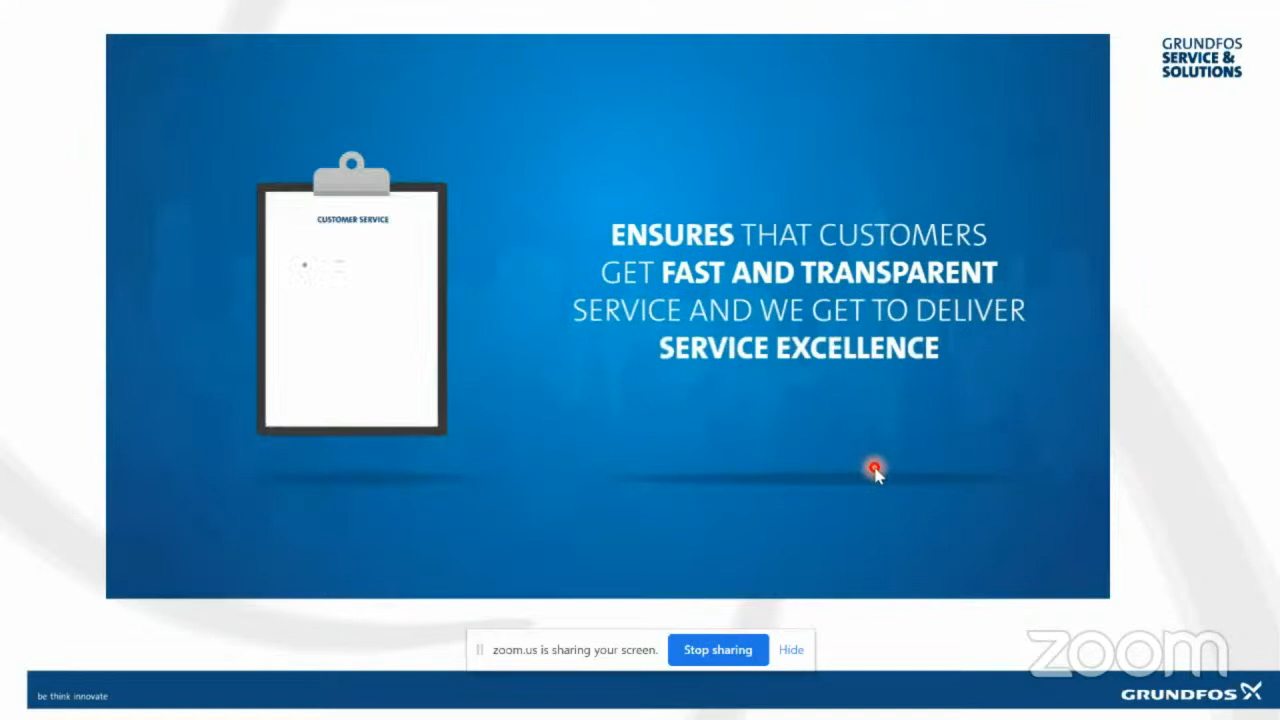 GRUNDFOS
SERVICE &
SOLUTIONS
CUSTOMER SERVICE
ENSURES THAT CUSTOMERS
GET FAST AND TRANSPARENT
SERVICE AND WE GET TO DELIVER
SERVICE EXCELLENCE
zoom.us is sharing your screen.
Stop sharing
Hide
zoom
be think innovate
GRUNDFOS